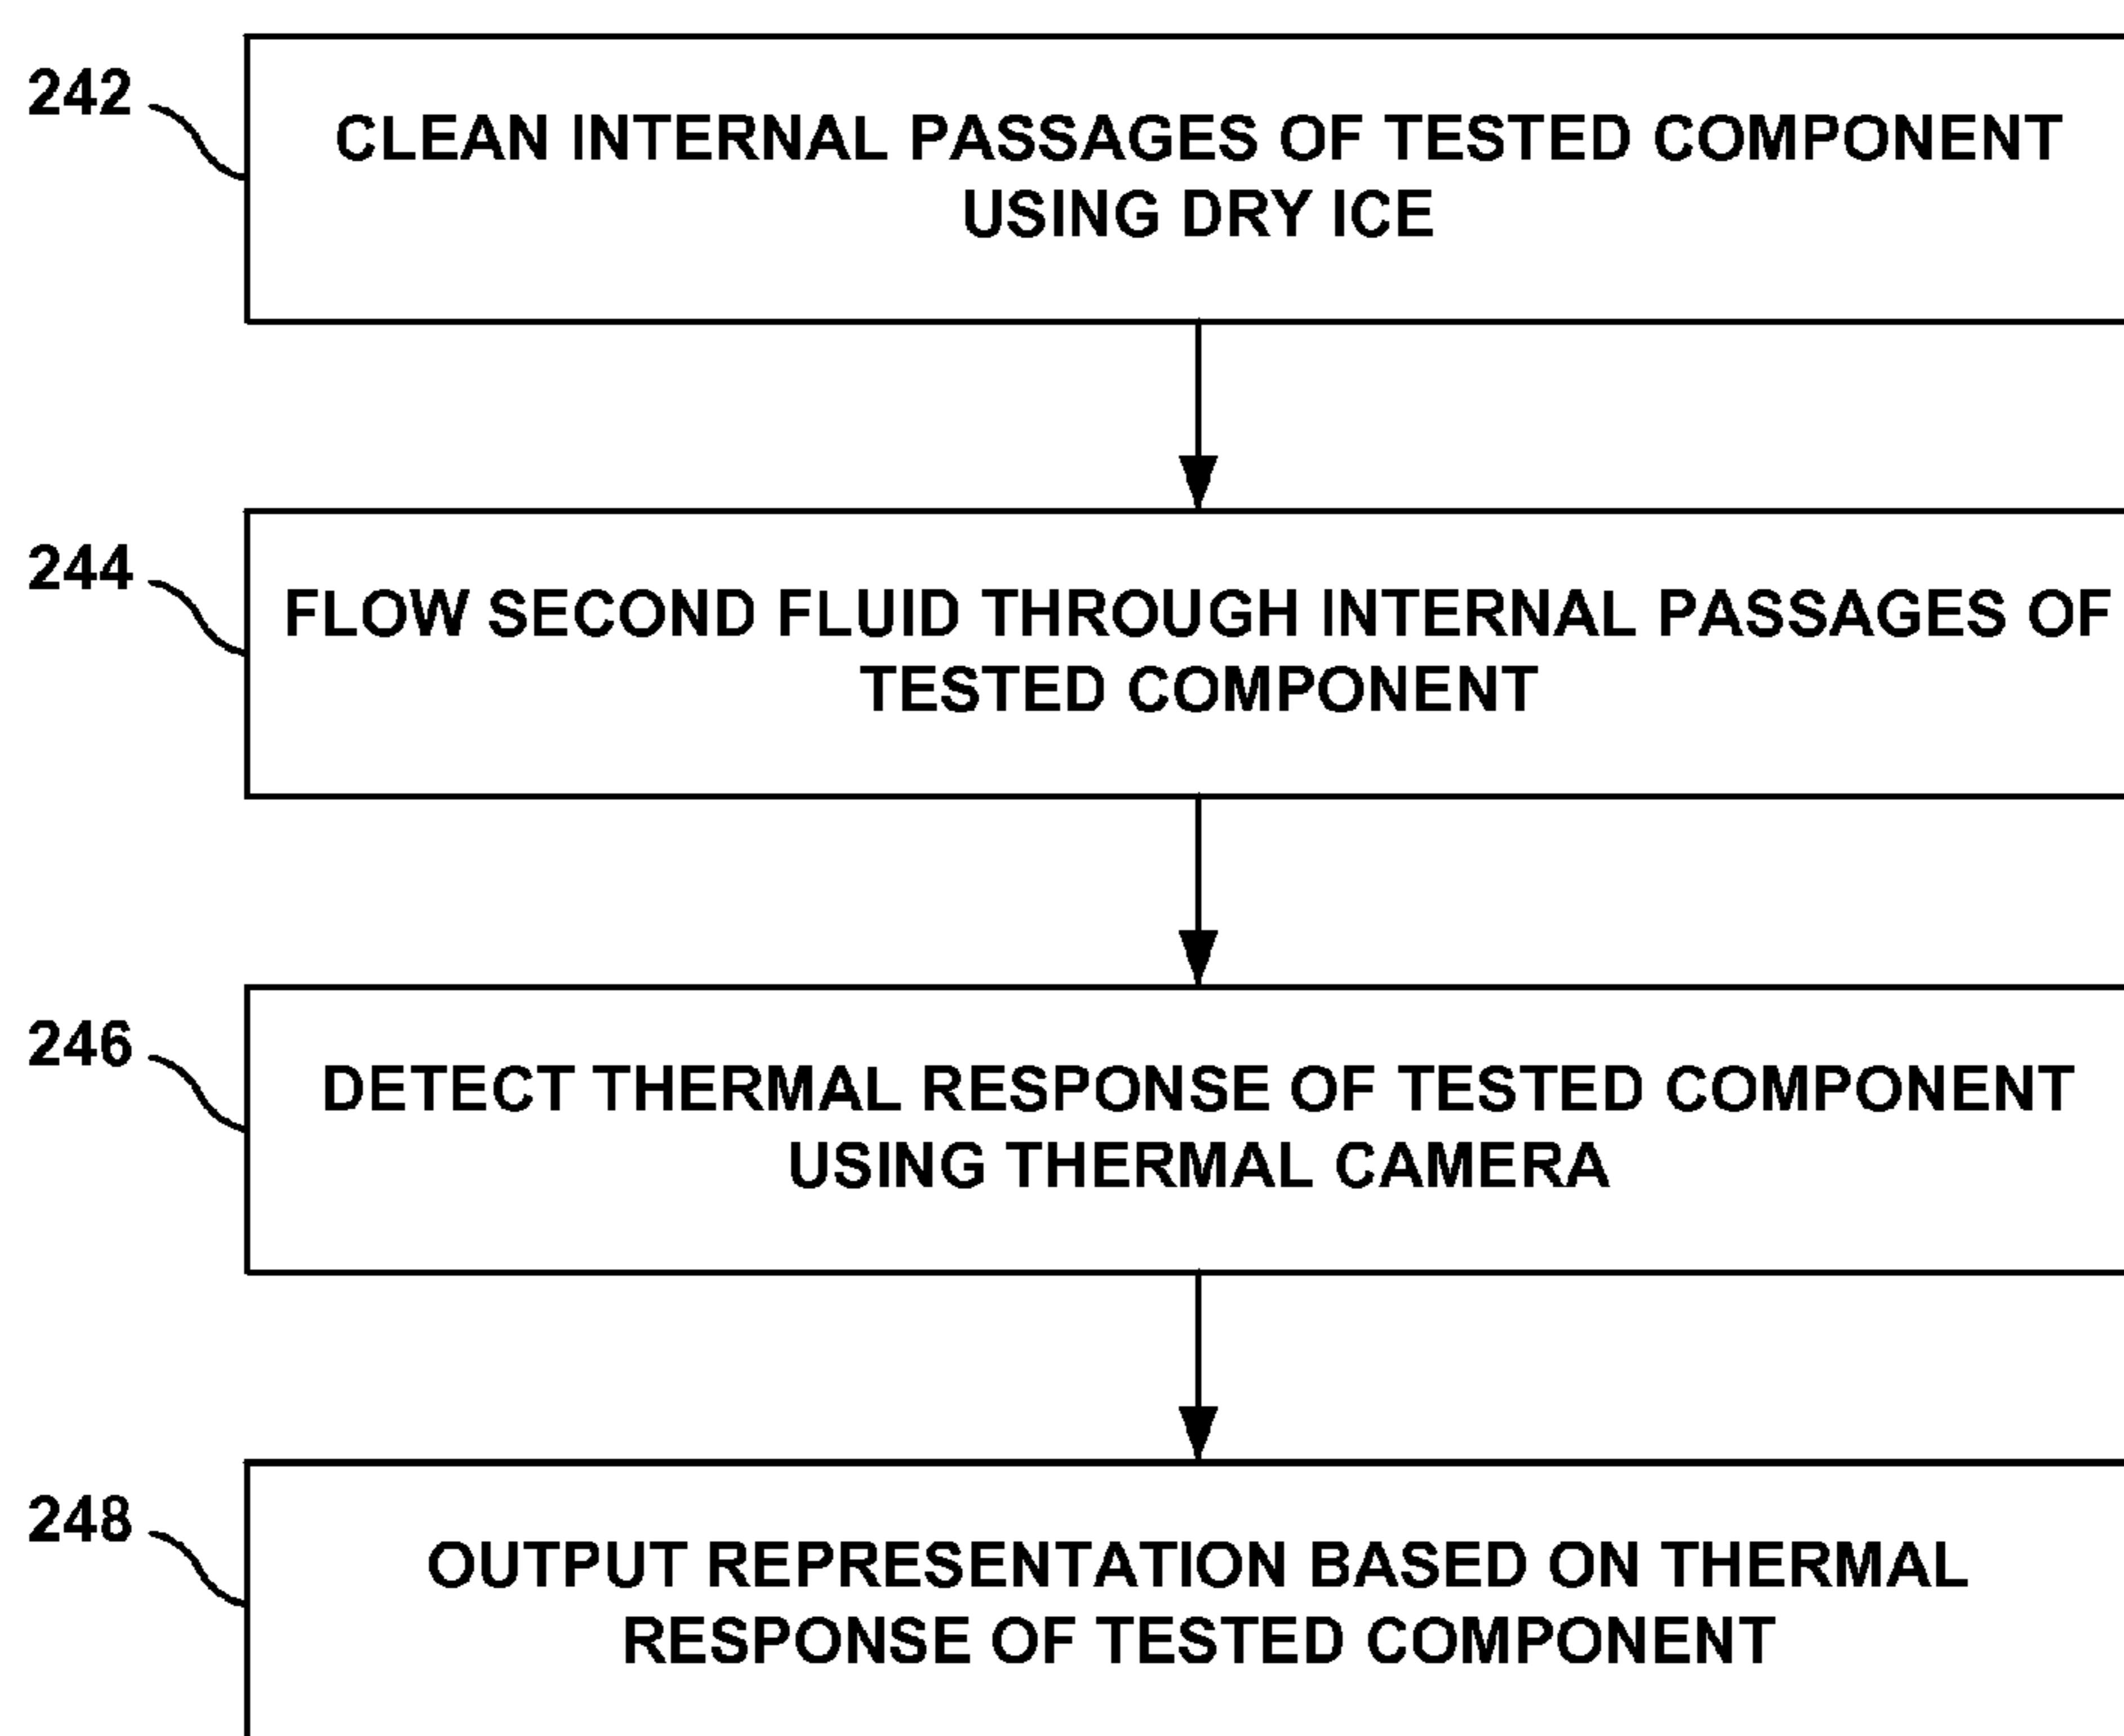 242
CLEAN INTERNAL PASSAGES OF TESTED COMPONENT
USING DRY ICE
244
FLOW SECOND FLUID THROUGH INTERNAL PASSAGES OF
TESTED COMPONENT
246
DETECT THERMAL RESPONSE OF TESTED COMPONENT
USING THERMAL CAMERA
248
OUTPUT REPRESENTATION BASED ON THERMAL
RESPONSE OF TESTED COMPONENT